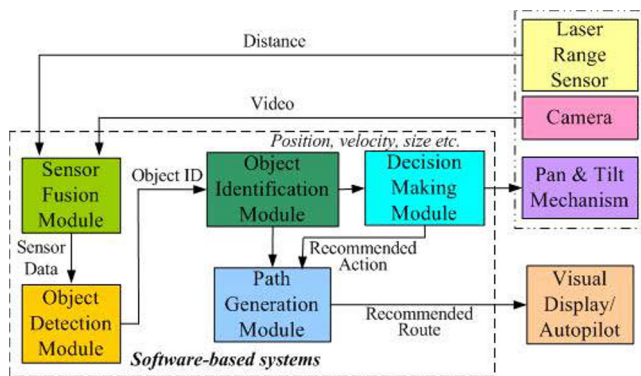 Distance
Laser
Range
Sensor
Video
Camera
Position, velocity, size etc.
Sensor
Fusion
Module
Object ID
Object
Identification
Module
Decision
Making
Module
Pan & Tilt
Mechanism
Sensor
Data
Recommended
Action
Object
Detection
Module
Path
Generation
Module
Recommended
Route
Visual
Display/
Autopilot
Software-based systems